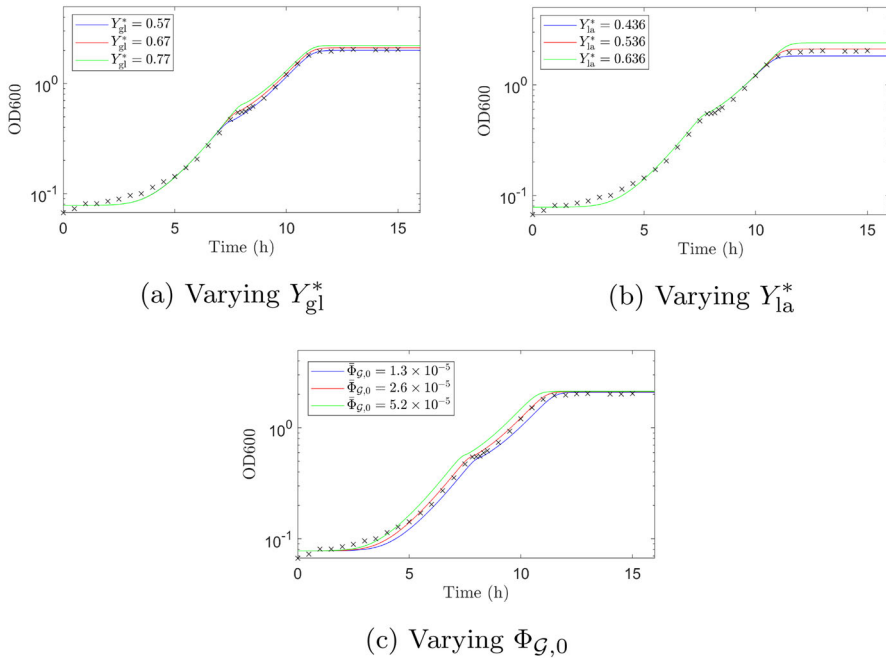 Y*gl = 0.57
Y*gl = 0.67
Y*gl = 0.77
10^0
10^-1
OD600
0 5 10 15
Time (h)
(a) Varying Y*gl
Y*la = 0.436
Y*la = 0.536
Y*la = 0.636
10^0
10^-1
OD600
0 5 10 15
Time (h)
(b) Varying Y*la
Φ̄𝒢,0 = 1.3 × 10^-5
Φ̄𝒢,0 = 2.6 × 10^-5
Φ̄𝒢,0 = 5.2 × 10^-5
10^0
10^-1
OD600
0 5 10 15
Time (h)
(c) Varying Φ𝒢,0